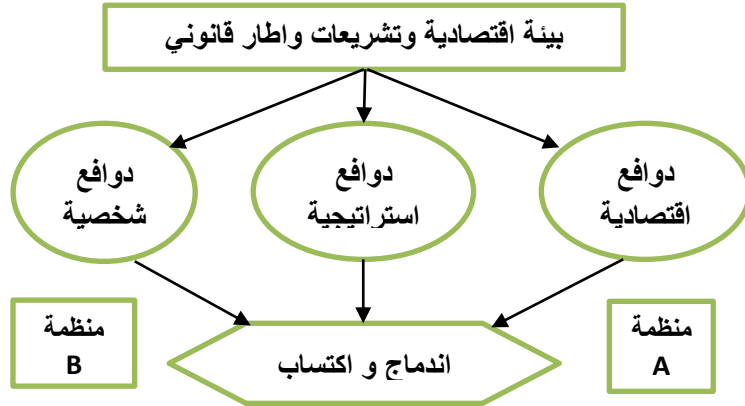 بيئة اقتصادية وتشريعات واطار قانوني
دوافع
اقتصادية
دوافع
استراتيجية
دوافع
شخصية
منظمة
A
اندماج و اكتساب
منظمة
B